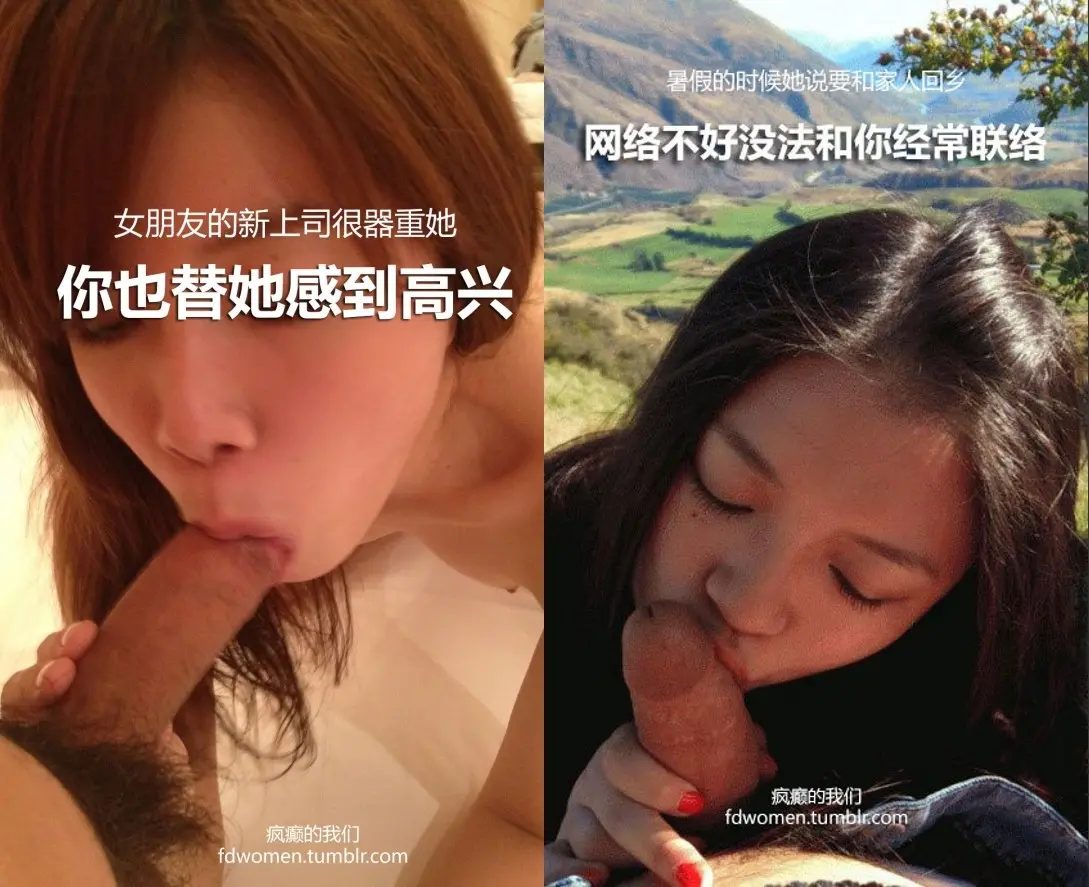 女朋友的新上司很器重她
你也替她感到高兴
疯癫的我们
fdwomen.tumblr.com
暑假的时候她说要和家人回乡
网络不好没法和你经常联络
疯癫的我们
fdwomen.tumblr.com